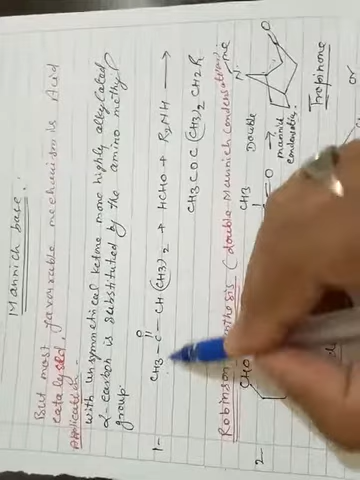 Mannich base.
But most favourable mechanism is Acid
catalysed.
Application -
With unsymmetrical ketone more highly alkylated
α-carbon is substituted by the amino methyl
group.
1- CH3-C-CH(CH3)2 + HCHO + R2NH →
O
CH3COC(CH3)2CH2R
Robinson (double-Mannich condensation)
2- CHO
CH3
O
Double
mannich
condensation
N. me
O
Tropinone
or